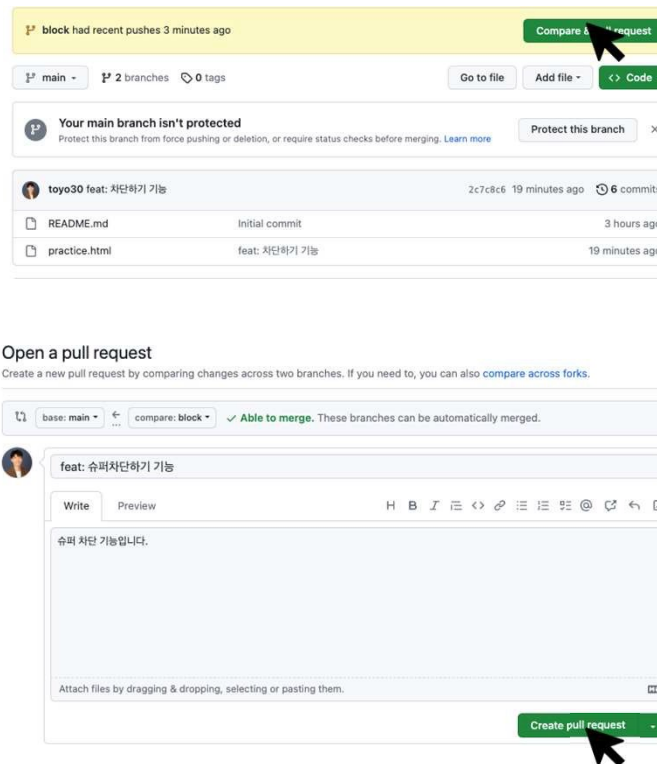 block had recent pushes 3 minutes ago Compare & pull request
main 2 branches 0 tags Go to file Add file <> Code
Your main branch isn't protected
Protect this branch from force pushing or deletion, or require status checks before merging. Learn more Protect this branch
toyo30 feat: 차단하기 기능 2c7c8c6 19 minutes ago 6 commits
README.md Initial commit 3 hours ago
practice.html feat: 차단하기 기능 19 minutes ago
Open a pull request
Create a new pull request by comparing changes across two branches. If you need to, you can also compare across forks.
base: main ← compare: block ✓ Able to merge. These branches can be automatically merged.
...
feat: 슈퍼차단하기 기능
Write Preview H B I
슈퍼 차단 기능입니다.
Attach files by dragging & dropping, selecting or pasting them.
Create pull request